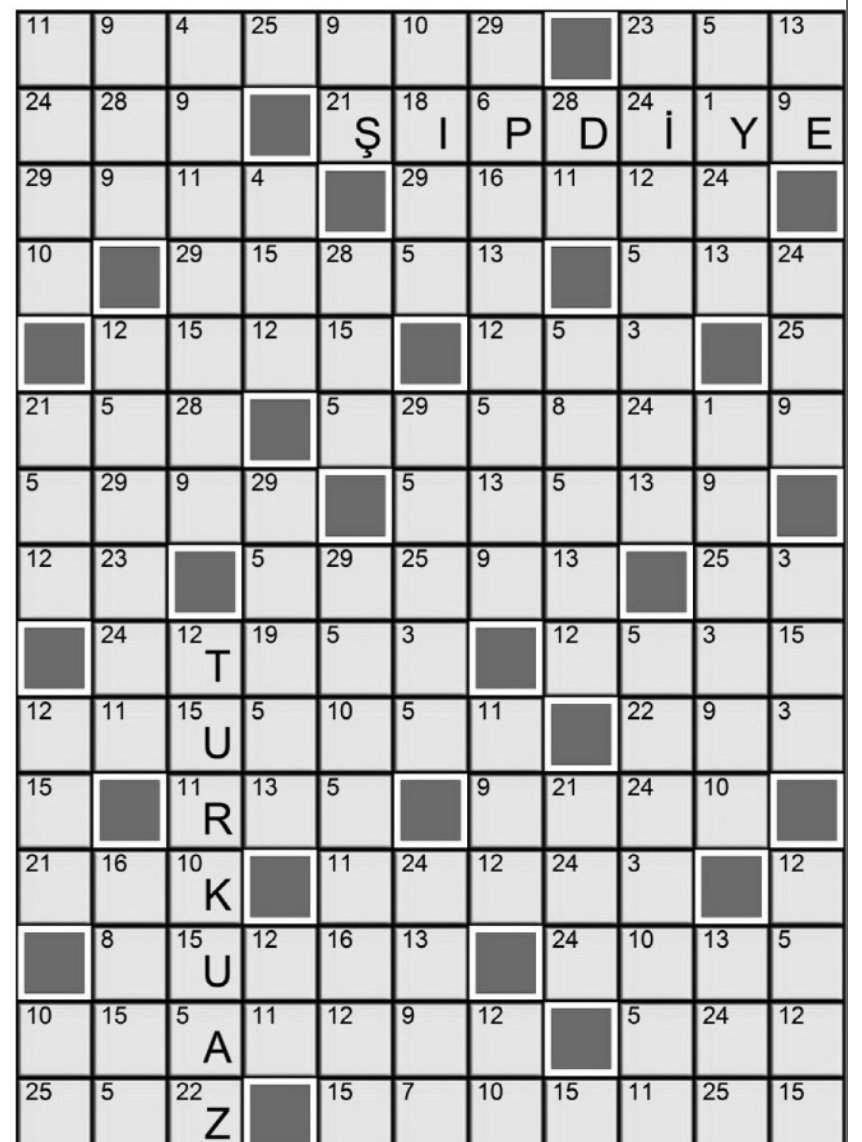 11 9 4 25 9 10 29 23 5 13
24 28 9 21 Ş 18 I 6 P 28 D 24 İ 1 Y 9 E
29 9 11 4 29 16 11 12 24
10 29 15 28 5 13 5 13 24
12 15 12 15 12 5 3 25
21 5 28 5 29 5 8 24 1 9
5 29 9 29 5 13 5 13 9
12 23 5 29 25 9 13 25 3
24 12 T 19 5 3 12 5 3 15
12 11 15 U 5 10 5 11 22 9 3
15 11 R 13 5 9 21 24 10
21 16 10 K 11 24 12 24 3 12
8 15 U 12 16 13 24 10 13 5
10 15 5 A 11 12 9 12 5 24 12
25 5 22 Z 15 7 10 15 11 25 15